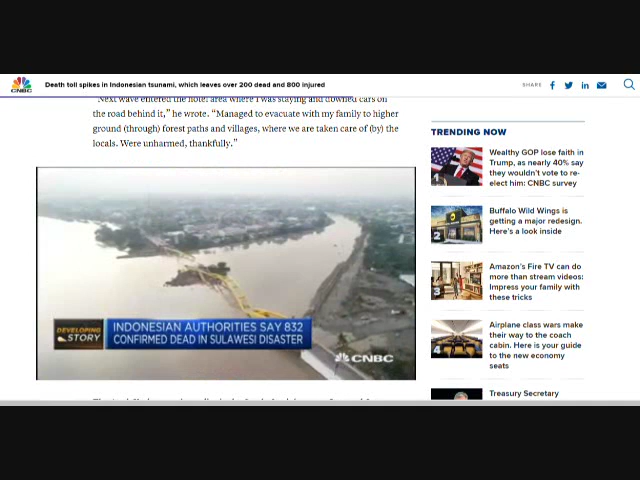 CNBC
Death toll spikes in Indonesian tsunami, which leaves over 200 dead and 800 injured
SHARE
"Next wave entered the hotel area where I was staying and downed cars on
the road behind it," he wrote. "Managed to evacuate with my family to higher
ground (through) forest paths and villages, where we are taken care of (by) the
locals. Were unharmed, thankfully."
DEVELOPING
STORY
INDONESIAN AUTHORITIES SAY 832
CONFIRMED DEAD IN SULAWESI DISASTER
CNBC
TRENDING NOW
1
Wealthy GOP lose faith in
Trump, as nearly 40% say
they wouldn't vote to re-
elect him: CNBC survey
2
Buffalo Wild Wings is
getting a major redesign.
Here's a look inside
3
Amazon's Fire TV can do
more than stream videos:
Impress your family with
these tricks
4
Airplane class wars make
their way to the coach
cabin. Here is your guide
to the new economy
seats
Treasury Secretary